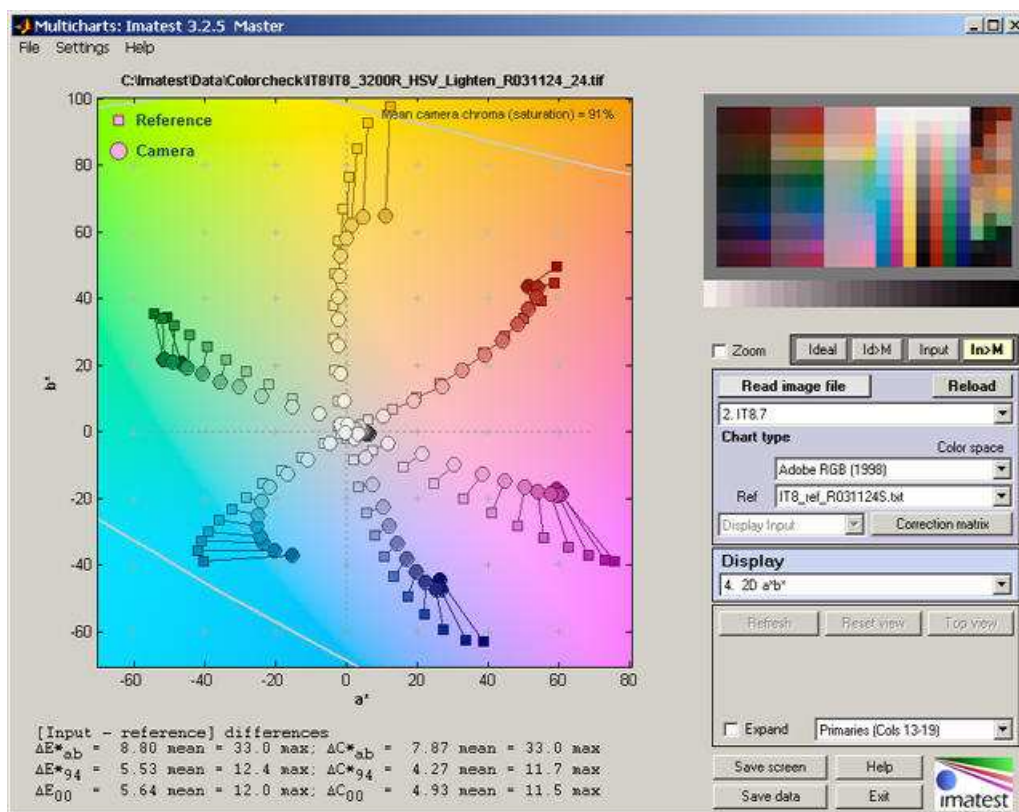 Multicharts: Imatest 3.2.5 Master
File Settings Help
C:\Imatest\Data\Colorcheck\IT8\IT8_3200R_HSV_Lighten_R031124_24.tif
Mean camera chroma (saturation) = 91%
Reference
Camera
100
80
60
40
20
0
-20
-40
-60
b*
-60 -40 -20 0 20 40 60 80
a*
[Input - reference] differences
ΔE*ab = 8.80 mean = 33.0 max; ΔC*ab = 7.87 mean = 33.0 max
ΔE*94 = 5.53 mean = 12.4 max; ΔC*94 = 4.27 mean = 11.7 max
ΔE00 = 5.64 mean = 12.0 max; ΔC00 = 4.93 mean = 11.5 max
Zoom Ideal Id>M Input In>M
Read image file Reload
2. IT8.7
Chart type
Color space
Adobe RGB (1998)
Ref IT8_ref_R031124S.txt
Display Input Correction matrix
Display
4. 2D a*b*
Refresh Reset view Top view
Expand Primaries (Cols 13-19)
Save screen Help
Save data Exit
imatest